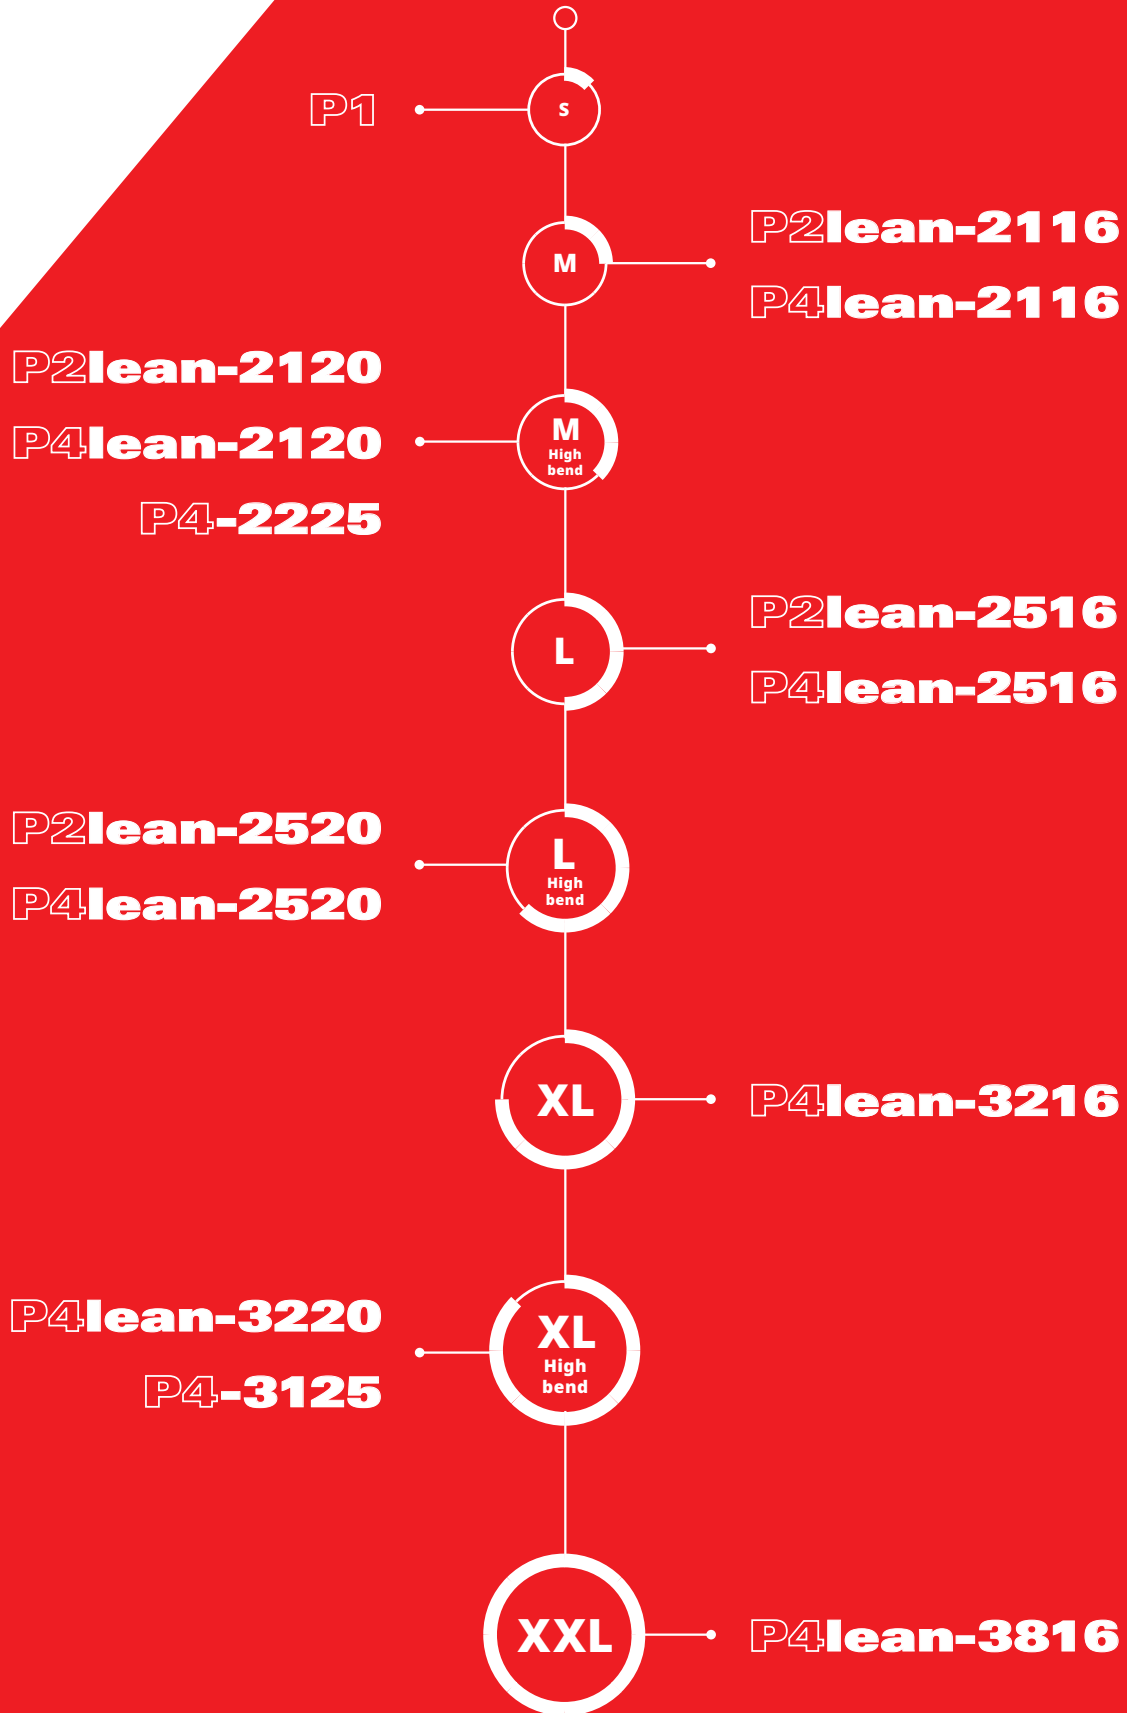 P1
S
M
P2lean-2116
P4lean-2116
P2lean-2120
P4lean-2120
P4-2225
M
High
bend
L
P2lean-2516
P4lean-2516
P2lean-2520
P4lean-2520
L
High
bend
XL
P4lean-3216
P4lean-3220
P4-3125
XL
High
bend
XXL
P4lean-3816